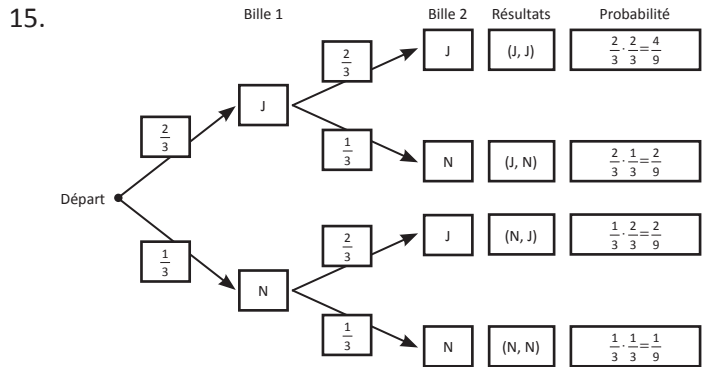 15.
Bille 1 Bille 2 Résultats Probabilité
2/3 J (J, J) 2/3 · 2/3 = 4/9
J
2/3 1/3 N (J, N) 2/3 · 1/3 = 2/9
Départ
1/3 2/3 J (N, J) 1/3 · 2/3 = 2/9
N
1/3 N (N, N) 1/3 · 1/3 = 1/9